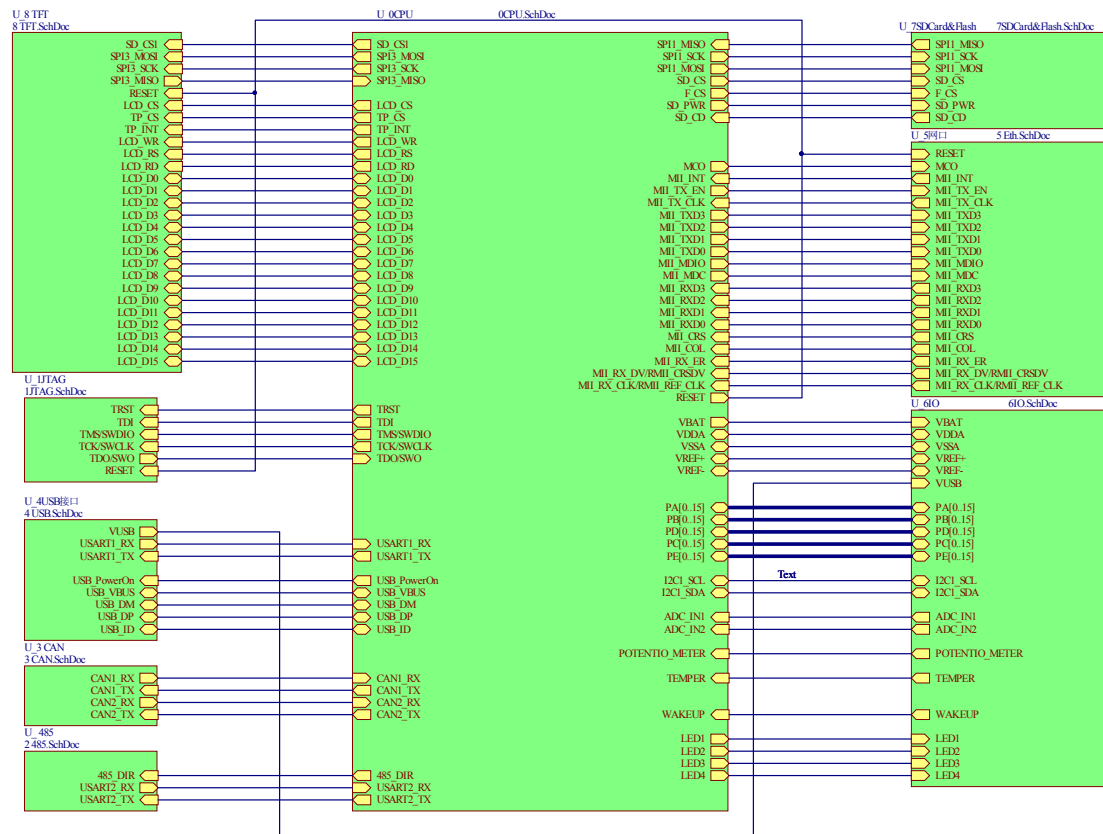 U_8 TFT
8 TFT.SchDoc
SD_CS1
SPI3_MOSI
SPI3_SCK
SPI3_MISO
RESET
LCD_CS
TP_CS
TP_INT
LCD_WR
LCD_RS
LCD_RD
LCD_D0
LCD_D1
LCD_D2
LCD_D3
LCD_D4
LCD_D5
LCD_D6
LCD_D7
LCD_D8
LCD_D9
LCD_D10
LCD_D11
LCD_D12
LCD_D13
LCD_D14
LCD_D15
U_1JTAG
1JTAG.SchDoc
TRST
TDI
TMS/SWDIO
TCK/SWCLK
TDO/SWO
RESET
U_4USB接口
4 USB.SchDoc
VUSB
USART1_RX
USART1_TX
USB_PowerOn
USB_VBUS
USB_DM
USB_DP
USB_ID
U_3 CAN
3 CAN.SchDoc
CAN1_RX
CAN1_TX
CAN2_RX
CAN2_TX
U_485
2 485.SchDoc
485_DIR
USART2_RX
USART2_TX
U_0CPU 0CPU.SchDoc
SD_CS1
SPI3_MOSI
SPI3_SCK
SPI3_MISO
LCD_CS
TP_CS
TP_INT
LCD_WR
LCD_RS
LCD_RD
LCD_D0
LCD_D1
LCD_D2
LCD_D3
LCD_D4
LCD_D5
LCD_D6
LCD_D7
LCD_D8
LCD_D9
LCD_D10
LCD_D11
LCD_D12
LCD_D13
LCD_D14
LCD_D15
TRST
TDI
TMS/SWDIO
TCK/SWCLK
TDO/SWO
USART1_RX
USART1_TX
USB_PowerOn
USB_VBUS
USB_DM
USB_DP
USB_ID
CAN1_RX
CAN1_TX
CAN2_RX
CAN2_TX
485_DIR
USART2_RX
USART2_TX
SPI1_MISO
SPI1_SCK
SPI1_MOSI
SD_CS
F_CS
SD_PWR
SD_CD
MCO
MII_INT
MII_TX_EN
MII_TX_CLK
MII_TXD3
MII_TXD2
MII_TXD1
MII_TXD0
MII_MDIO
MII_MDC
MII_RXD3
MII_RXD2
MII_RXD1
MII_RXD0
MII_CRS
MII_COL
MII_RX_ER
MII_RX_DV/RMII_CRSDV
MII_RX_CLK/RMII_REF_CLK
RESET
VBAT
VDDA
VSSA
VREF+
VREF-
PA[0..15]
PB[0..15]
PD[0..15]
PC[0..15]
PE[0..15]
I2C1_SCL
I2C1_SDA
ADC_IN1
ADC_IN2
POTENTIO_METER
TEMPER
WAKEUP
LED1
LED2
LED3
LED4
Text
U_7SDCard&Flash 7SDCard&Flash.SchDoc
SPI1_MISO
SPI1_SCK
SPI1_MOSI
SD_CS
F_CS
SD_PWR
SD_CD
U_5网口 5 Eth.SchDoc
RESET
MCO
MII_INT
MII_TX_EN
MII_TX_CLK
MII_TXD3
MII_TXD2
MII_TXD1
MII_TXD0
MII_MDIO
MII_MDC
MII_RXD3
MII_RXD2
MII_RXD1
MII_RXD0
MII_CRS
MII_COL
MII_RX_ER
MII_RX_DV/RMII_CRSDV
MII_RX_CLK/RMII_REF_CLK
U_6IO 6IO.SchDoc
VBAT
VDDA
VSSA
VREF+
VREF-
VUSB
PA[0..15]
PB[0..15]
PD[0..15]
PC[0..15]
PE[0..15]
I2C1_SCL
I2C1_SDA
ADC_IN1
ADC_IN2
POTENTIO_METER
TEMPER
WAKEUP
LED1
LED2
LED3
LED4